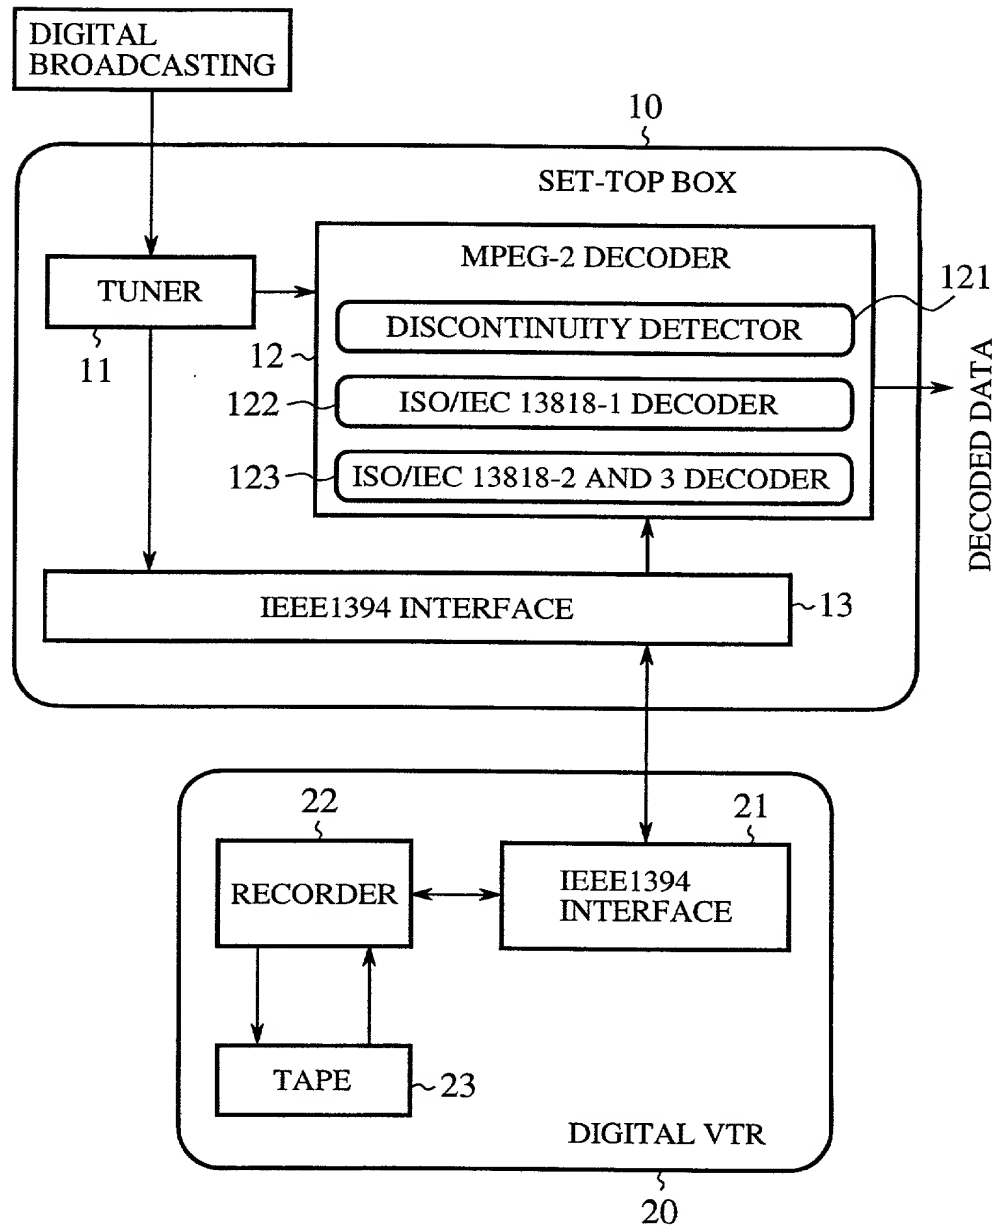 DIGITAL
BROADCASTING
10
SET-TOP BOX
MPEG-2 DECODER
TUNER
11
121
DISCONTINUITY DETECTOR
12
122
ISO/IEC 13818-1 DECODER
123
ISO/IEC 13818-2 AND 3 DECODER
DECODED DATA
IEEE1394 INTERFACE
13
22
21
RECORDER
IEEE1394
INTERFACE
TAPE
23
DIGITAL VTR
20